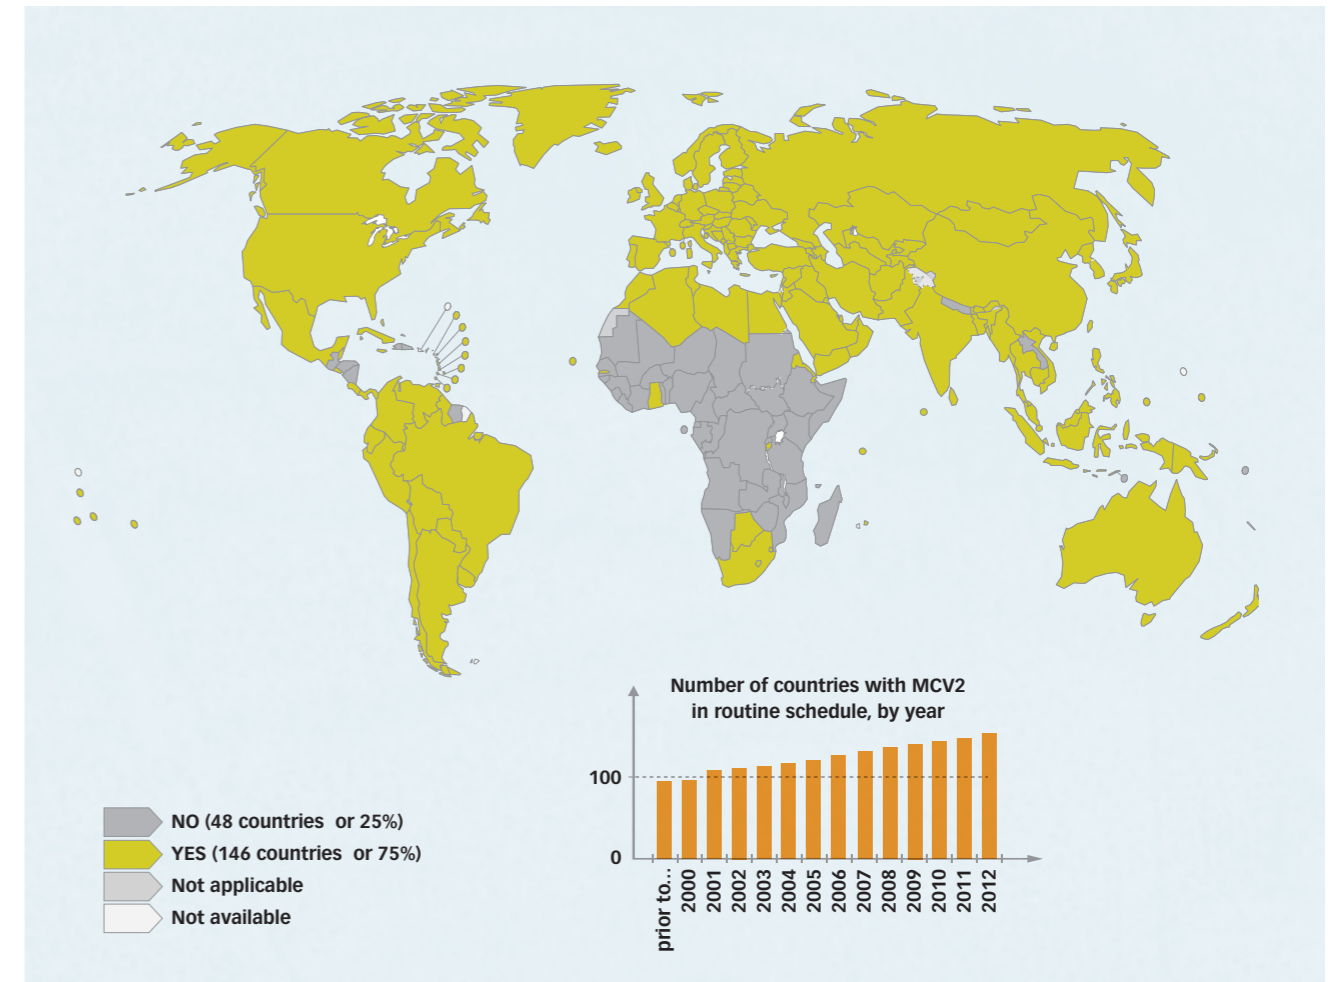 Number of countries with MCV2
in routine schedule, by year
100
0
prior to...
2000
2001
2002
2003
2004
2005
2006
2007
2008
2009
2010
2011
2012
NO (48 countries or 25%)
YES (146 countries or 75%)
Not applicable
Not available